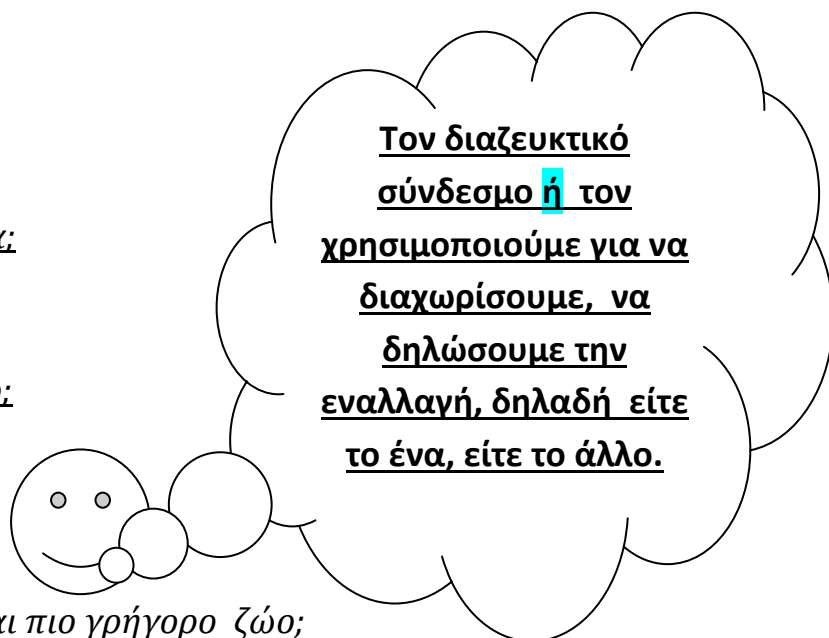 Τον διαζευκτικό
σύνδεσμο ή τον
χρησιμοποιούμε για να
διαχωρίσουμε, να
δηλώσουμε την
εναλλαγή, δηλαδή είτε
το ένα, είτε το άλλο.
πιο γρήγορο ζώο;